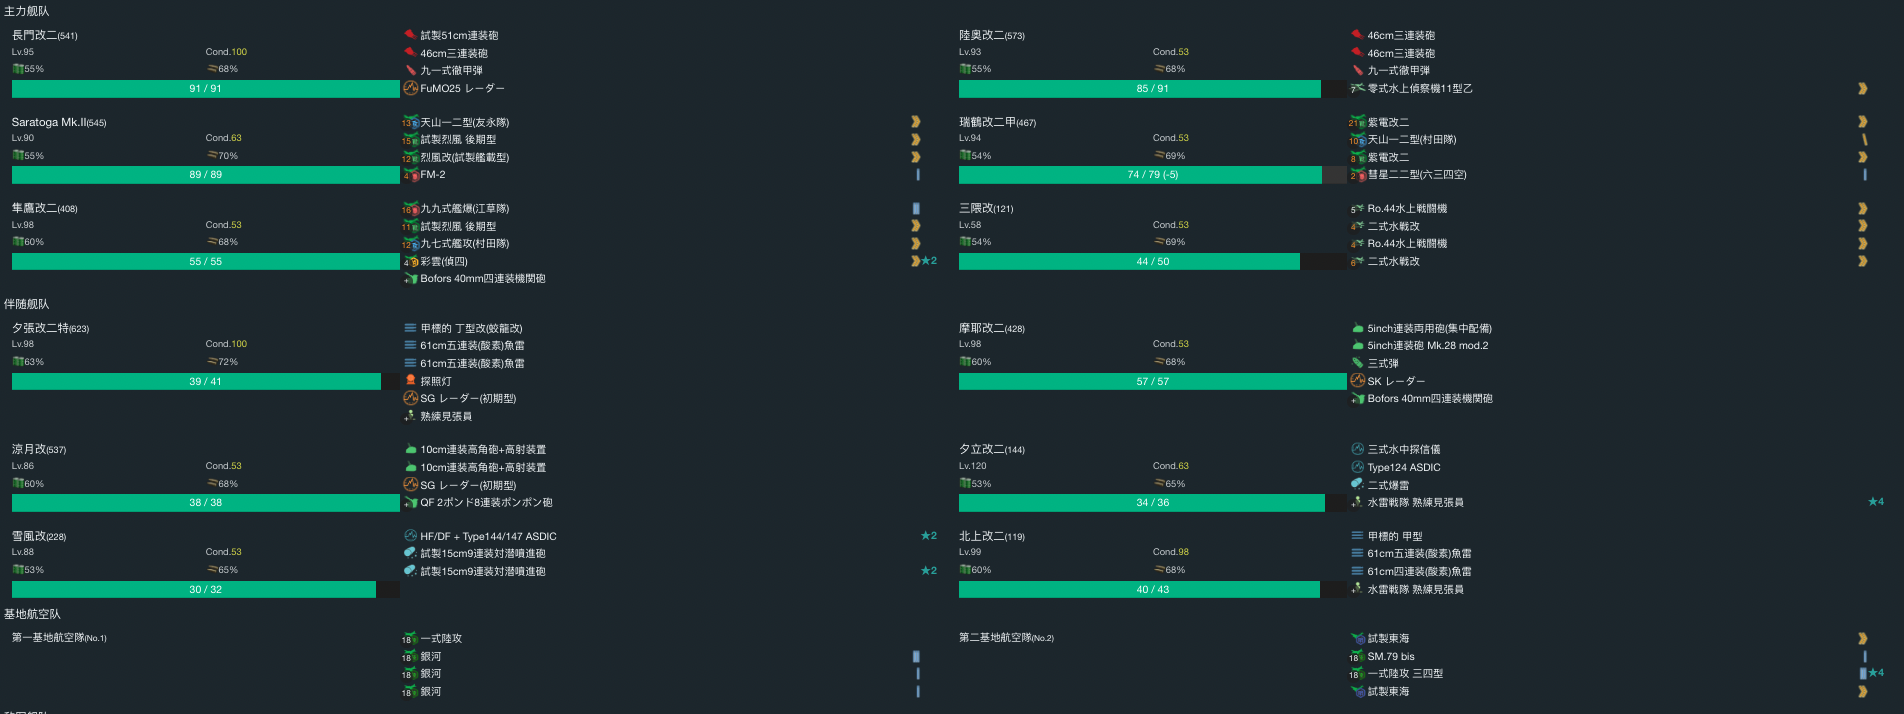 主力舰队
長門改二(541)
Lv.95 Cond.100
55% 68%
91 / 91
試製51cm連装砲
46cm三連装砲
九一式徹甲弾
FuMO25 レーダー
陸奥改二(573)
Lv.93 Cond.53
55% 68%
85 / 91
46cm三連装砲
46cm三連装砲
九一式徹甲弾
7 零式水上偵察機11型乙
Saratoga Mk.II(545)
Lv.90 Cond.63
55% 70%
89 / 89
13 天山一二型(友永隊)
15 試製烈風 後期型
12 烈風改(試製艦載型)
4 FM-2
瑞鶴改二甲(467)
Lv.94 Cond.53
54% 69%
74 / 79 (-5)
21 紫電改二
10 天山一二型(村田隊)
8 紫電改二
2 彗星二二型(六三四空)
隼鷹改二(408)
Lv.98 Cond.53
60% 68%
55 / 55
16 九九式艦爆(江草隊)
11 試製烈風 後期型
12 九七式艦攻(村田隊)
4 彩雲(偵四) ★2
+ Bofors 40mm四連装機関砲
三隈改(121)
Lv.58 Cond.53
54% 69%
44 / 50
5 Ro.44水上戦闘機
4 二式水戦改
4 Ro.44水上戦闘機
6 二式水戦改
伴随舰队
夕張改二特(623)
Lv.98 Cond.100
63% 72%
39 / 41
甲標的 丁型改(蛟龍改)
61cm五連装(酸素)魚雷
61cm五連装(酸素)魚雷
探照灯
SG レーダー(初期型)
+ 熟練見張員
摩耶改二(428)
Lv.98 Cond.53
60% 68%
57 / 57
5inch連装両用砲(集中配備)
5inch連装砲 Mk.28 mod.2
三式弾
SK レーダー
+ Bofors 40mm四連装機関砲
涼月改(537)
Lv.86 Cond.53
60% 68%
38 / 38
10cm連装高角砲+高射装置
10cm連装高角砲+高射装置
SG レーダー(初期型)
+ QF 2ポンド8連装ポンポン砲
夕立改二(144)
Lv.120 Cond.63
53% 65%
34 / 36
三式水中探信儀
Type124 ASDIC
二式爆雷
+ 水雷戦隊 熟練見張員 ★4
雪風改(228)
Lv.88 Cond.53
53% 65%
30 / 32
HF/DF + Type144/147 ASDIC ★2
試製15cm9連装対潜噴進砲
試製15cm9連装対潜噴進砲 ★2
北上改二(119)
Lv.99 Cond.98
60% 68%
40 / 43
甲標的 甲型
61cm五連装(酸素)魚雷
61cm四連装(酸素)魚雷
+ 水雷戦隊 熟練見張員
基地航空队
第一基地航空隊(No.1)
18 一式陸攻
18 銀河
18 銀河
18 銀河
第二基地航空隊(No.2)
試製東海
18 SM.79 bis
18 一式陸攻 三四型 ★4
試製東海